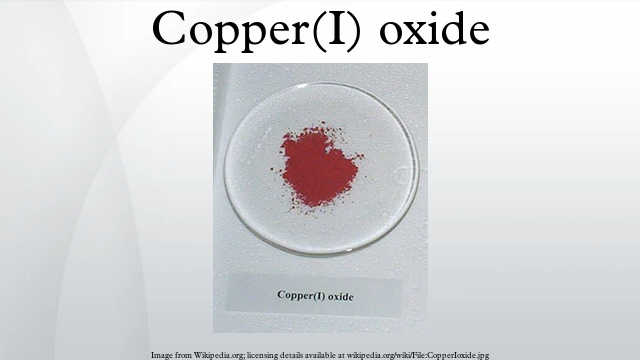 Copper(I) oxide
Copper(I) oxide
Image from Wikipedia.org; licensing details available at wikipedia.org/wiki/File:CopperIoxide.jpg